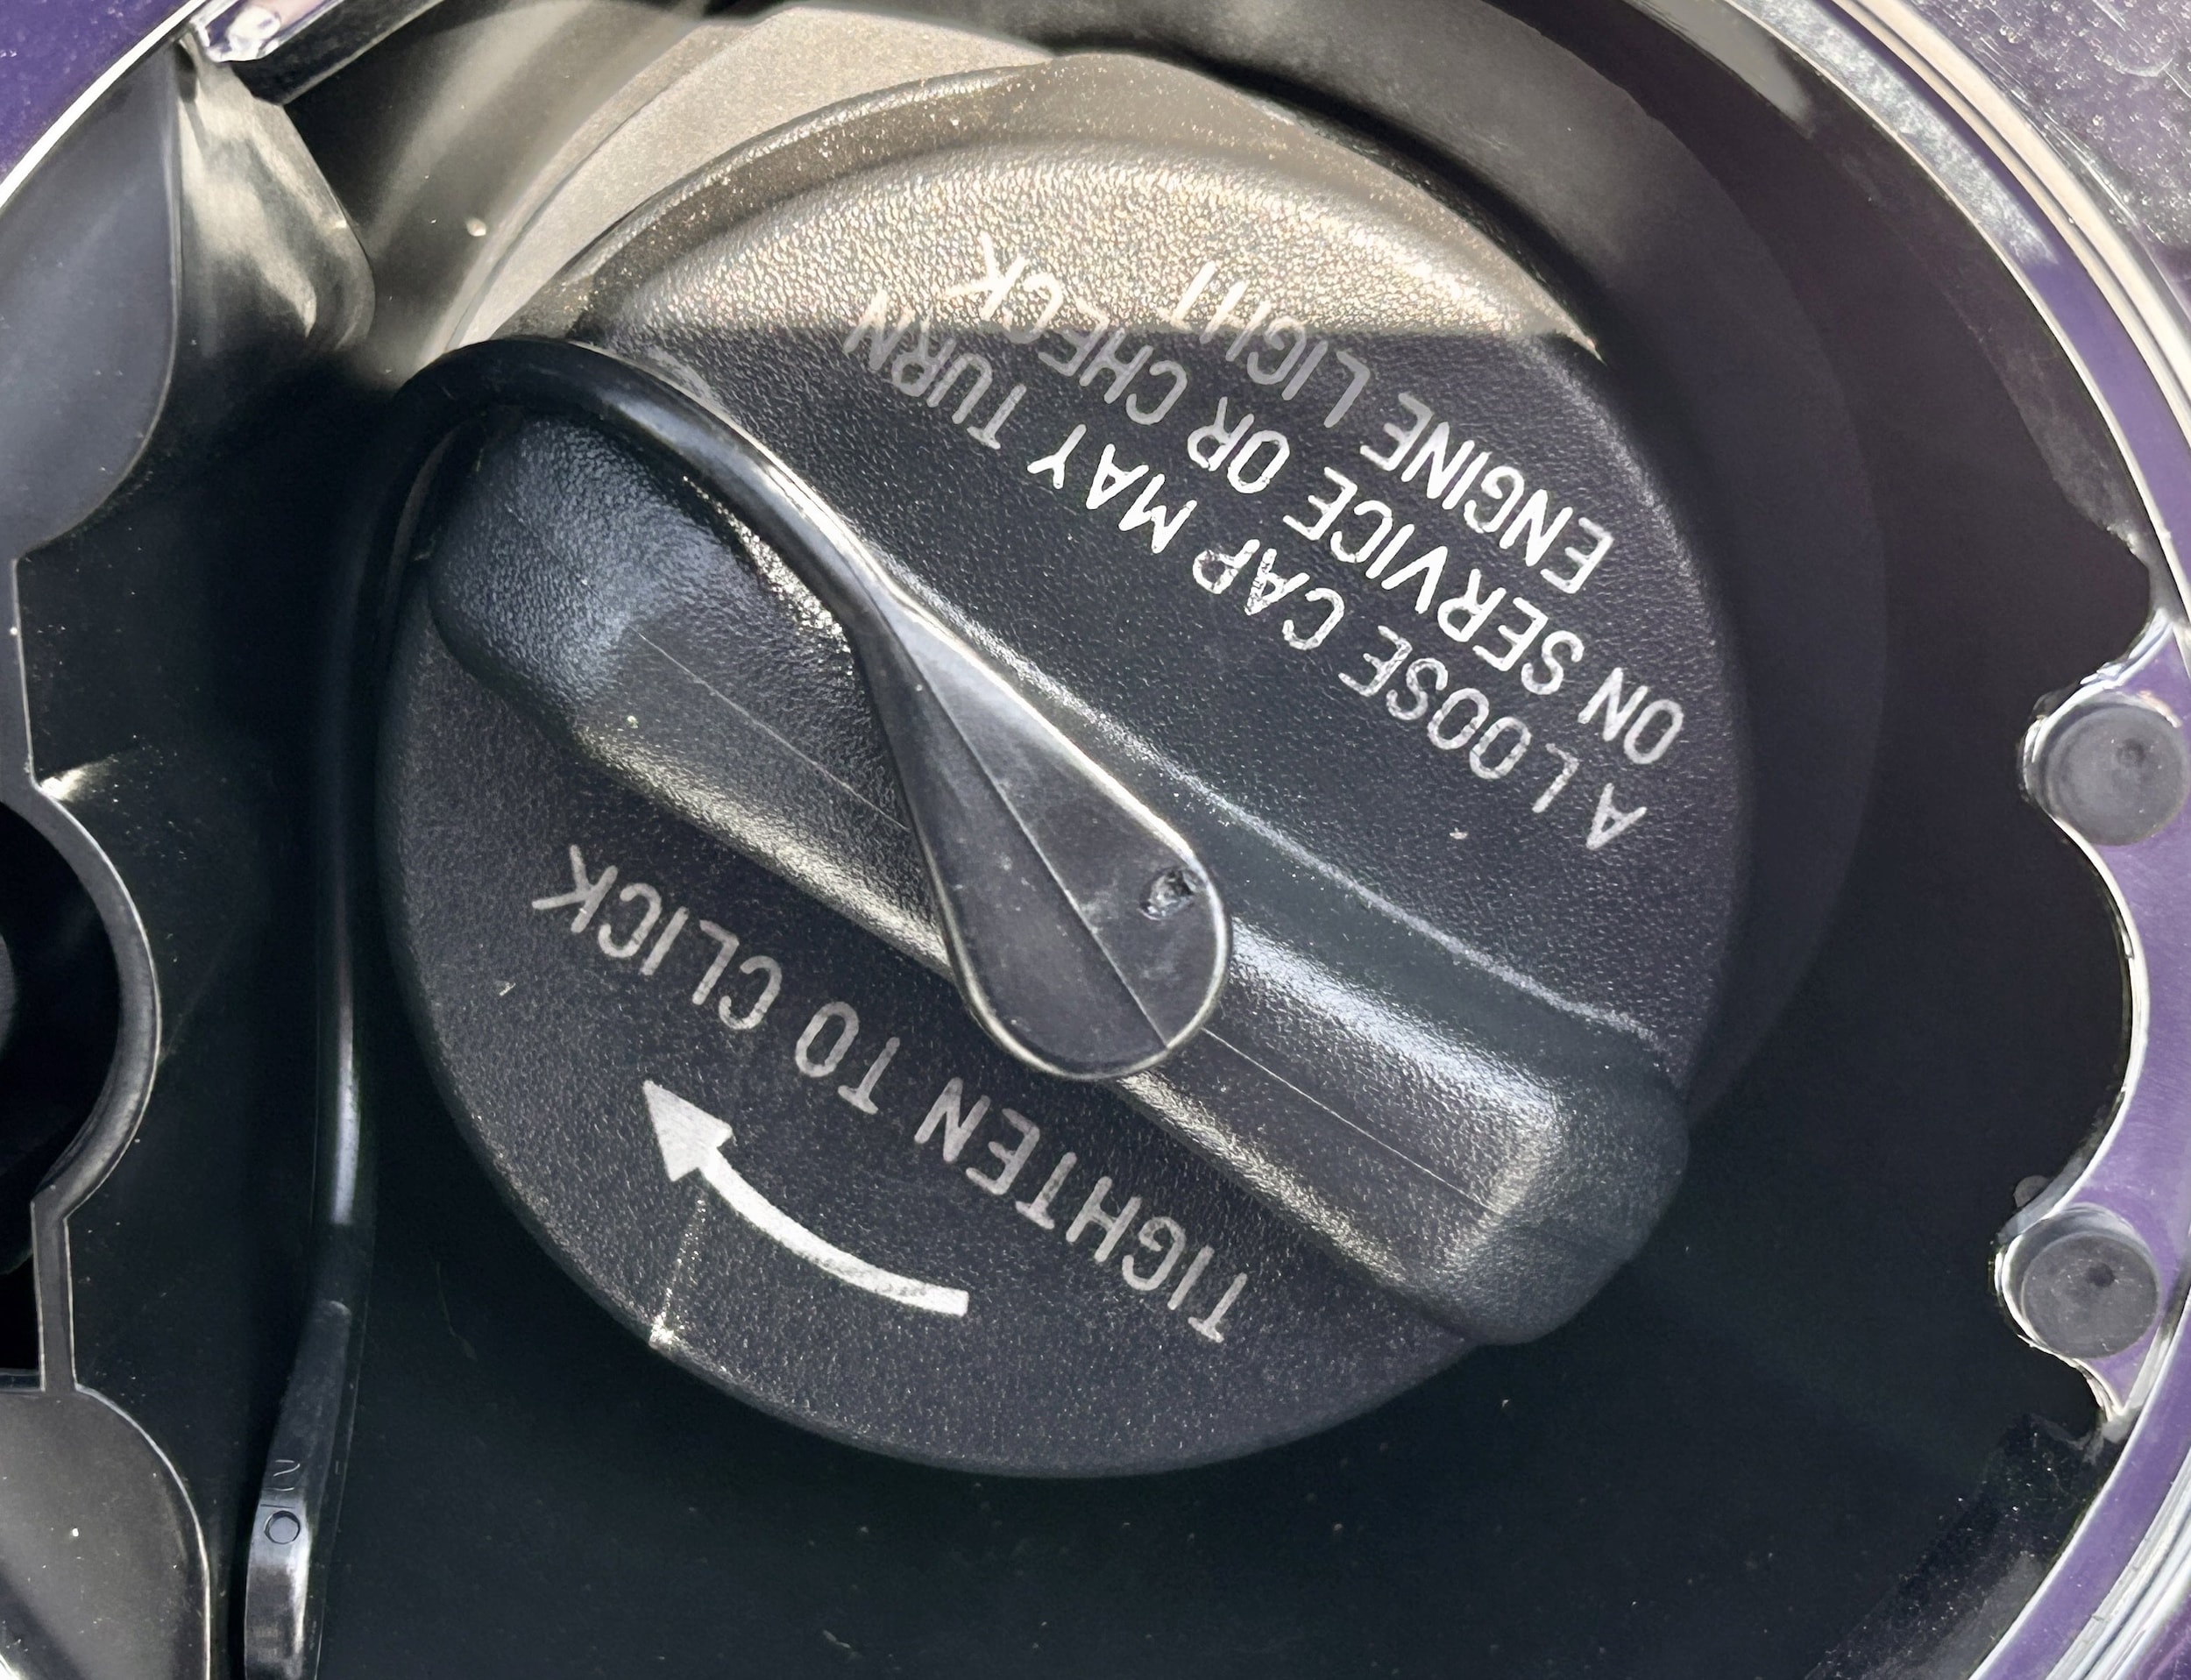 TIGHTEN TO CLICK
A LOOSE CAP MAY TURN
ON SERVICE OR CHECK
ENGINE LIGHT